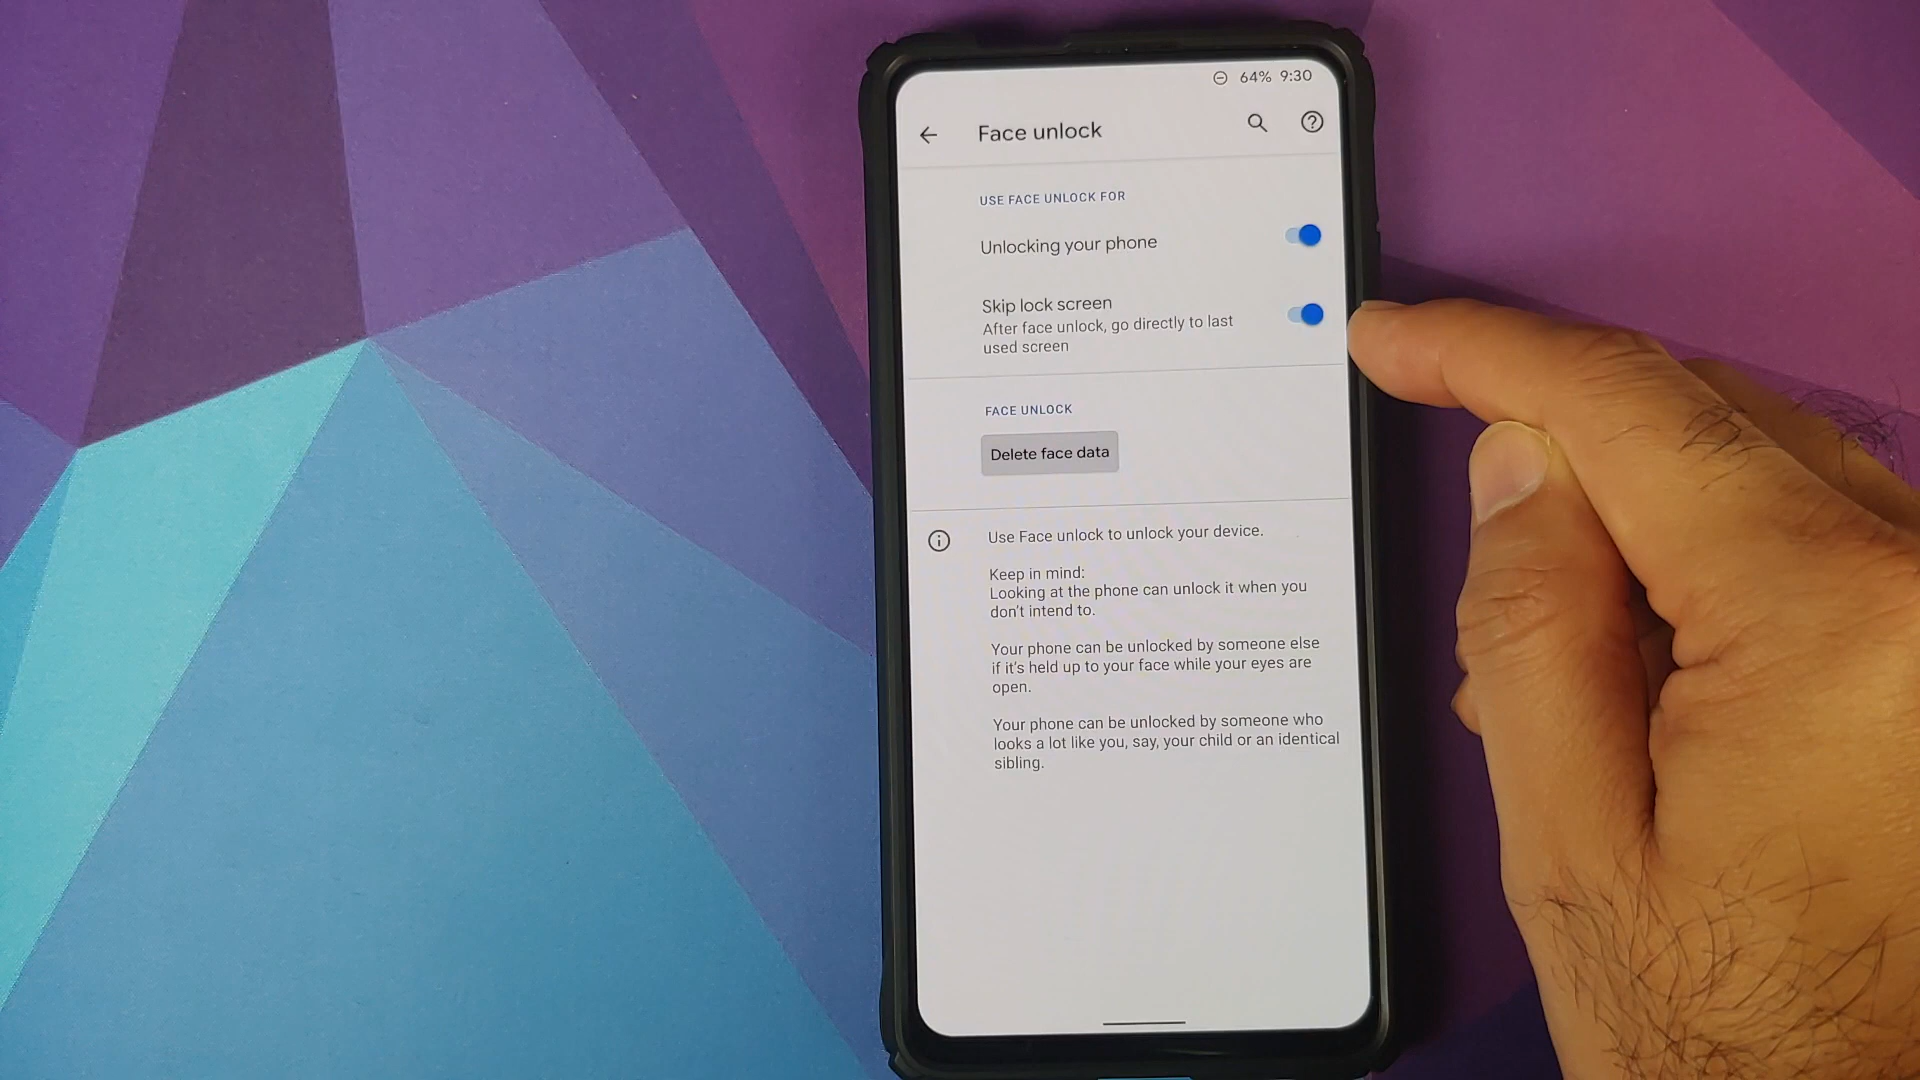 64% 9:30
Face unlock
USE FACE UNLOCK FOR
Unlocking your phone
Skip lock screen
After face unlock, go directly to last
used screen
FACE UNLOCK
Delete face data
Use Face unlock to unlock your device.
Keep in mind:
Looking at the phone can unlock it when you
don't intend to.
Your phone can be unlocked by someone else
if it's held up to your face while your eyes are
open.
Your phone can be unlocked by someone who
looks a lot like you, say, your child or an identical
sibling.